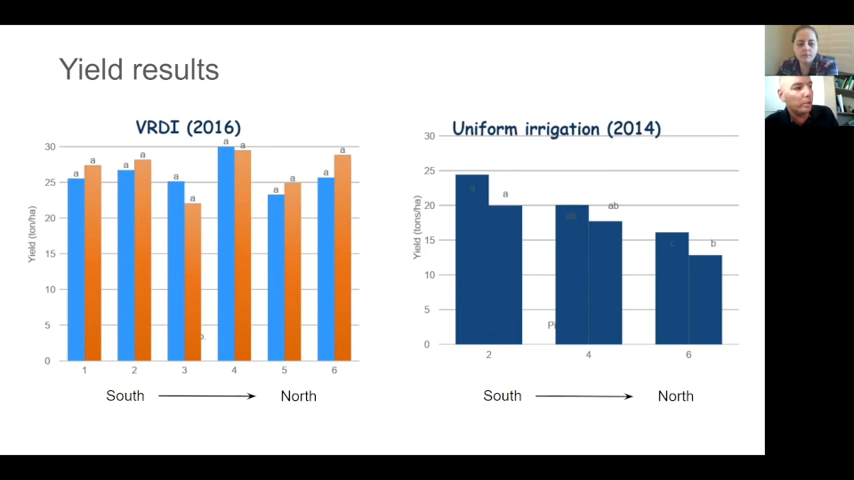 Yield results
VRDI (2016)
Yield (ton/ha)
30
25
20
15
10
5
0
a a a a a a a a a a a a
1 2 3 4 5 6
South North
Uniform irrigation (2014)
Yield (tons/ha)
30
25
20
15
10
5
0
a a ab ab c b
2 4 6
South North